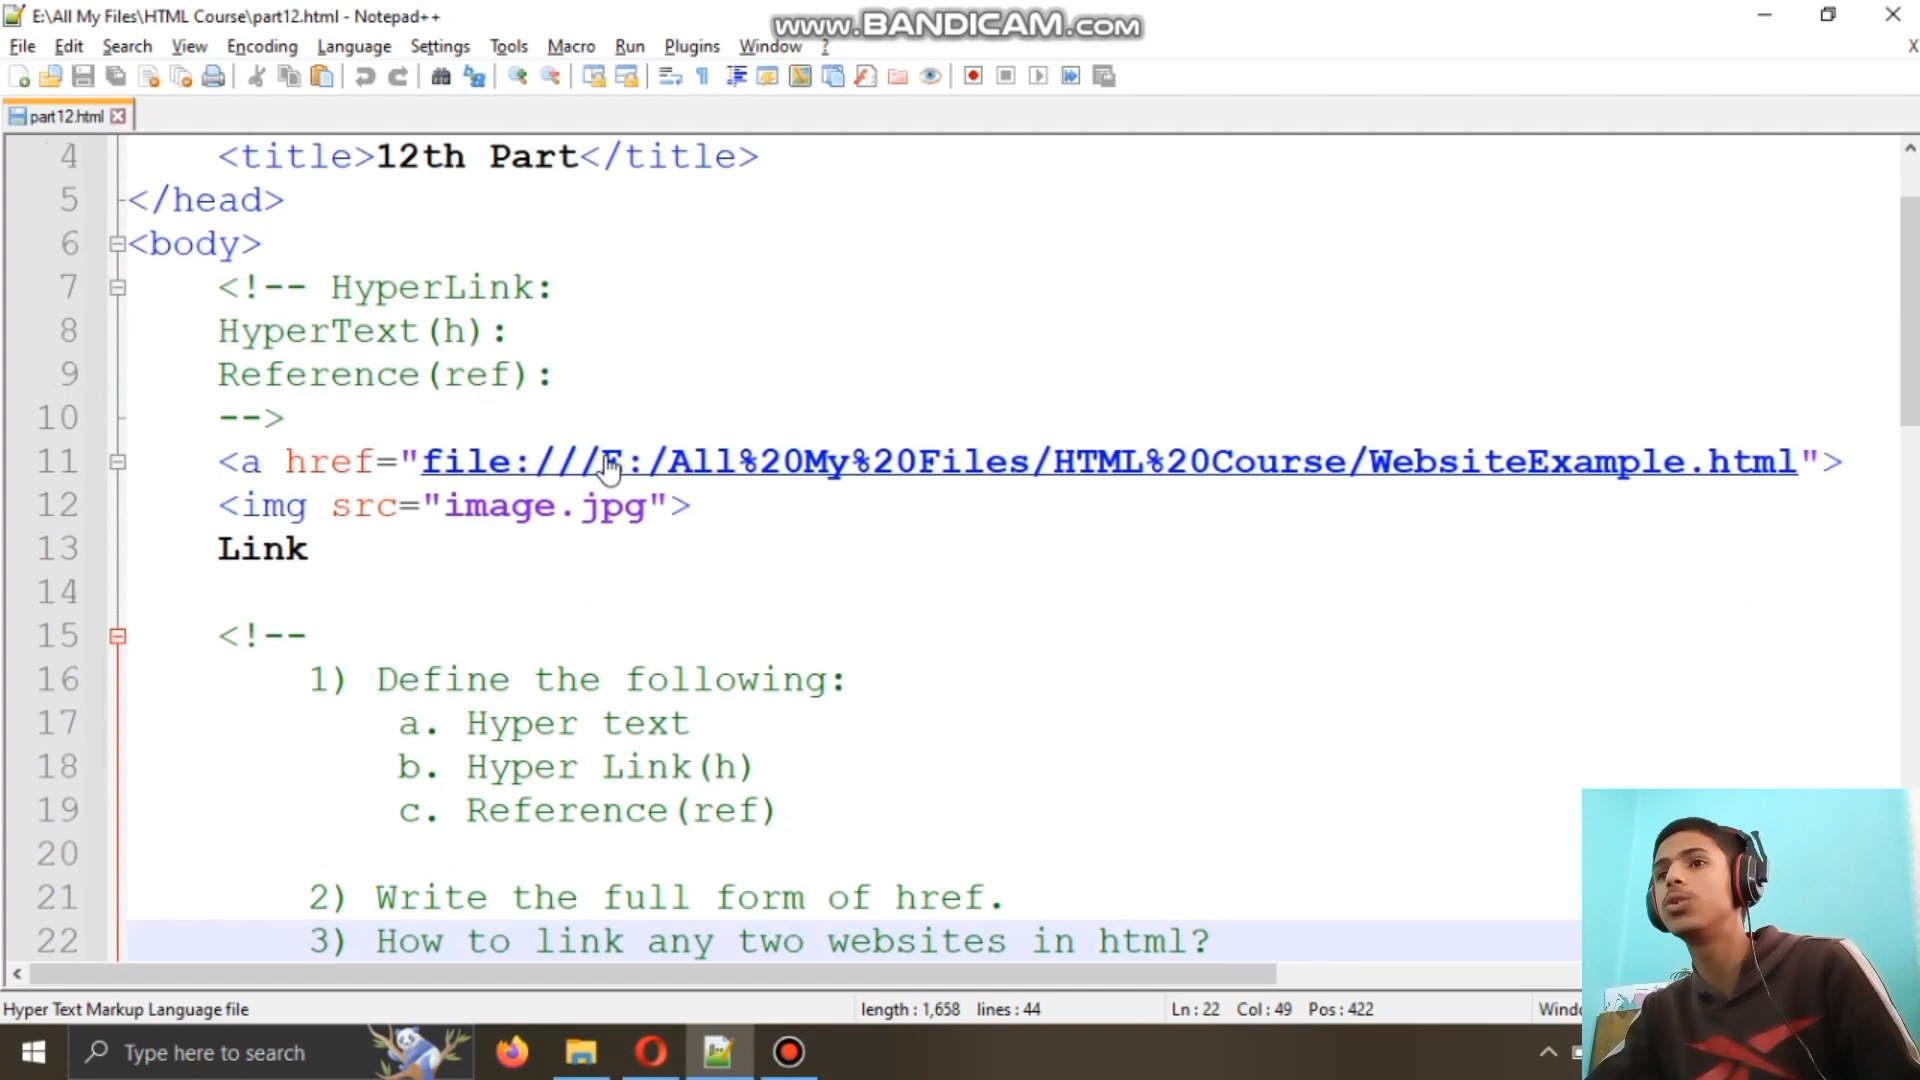 E:\All My Files\HTML Course\part12.html - Notepad++
www.BANDICAM.com
File Edit Search View Encoding Language Settings Tools Macro Run Plugins Window ?
X
part12.html
4 <title>12th Part</title>
5 </head>
6 <body>
7 <!-- HyperLink:
8 HyperText(h):
9 Reference(ref):
10 -->
11 <a href="file:///E:/All%20My%20Files/HTML%20Course/WebsiteExample.html">
12 <img src="image.jpg">
13 Link
14
15 <!--
16 1) Define the following:
17 a. Hyper text
18 b. Hyper Link(h)
19 c. Reference(ref)
20
21 2) Write the full form of href.
22 3) How to link any two websites in html?
Hyper Text Markup Language file length : 1,658 lines : 44 Ln : 22 Col : 49 Pos : 422
Type here to search